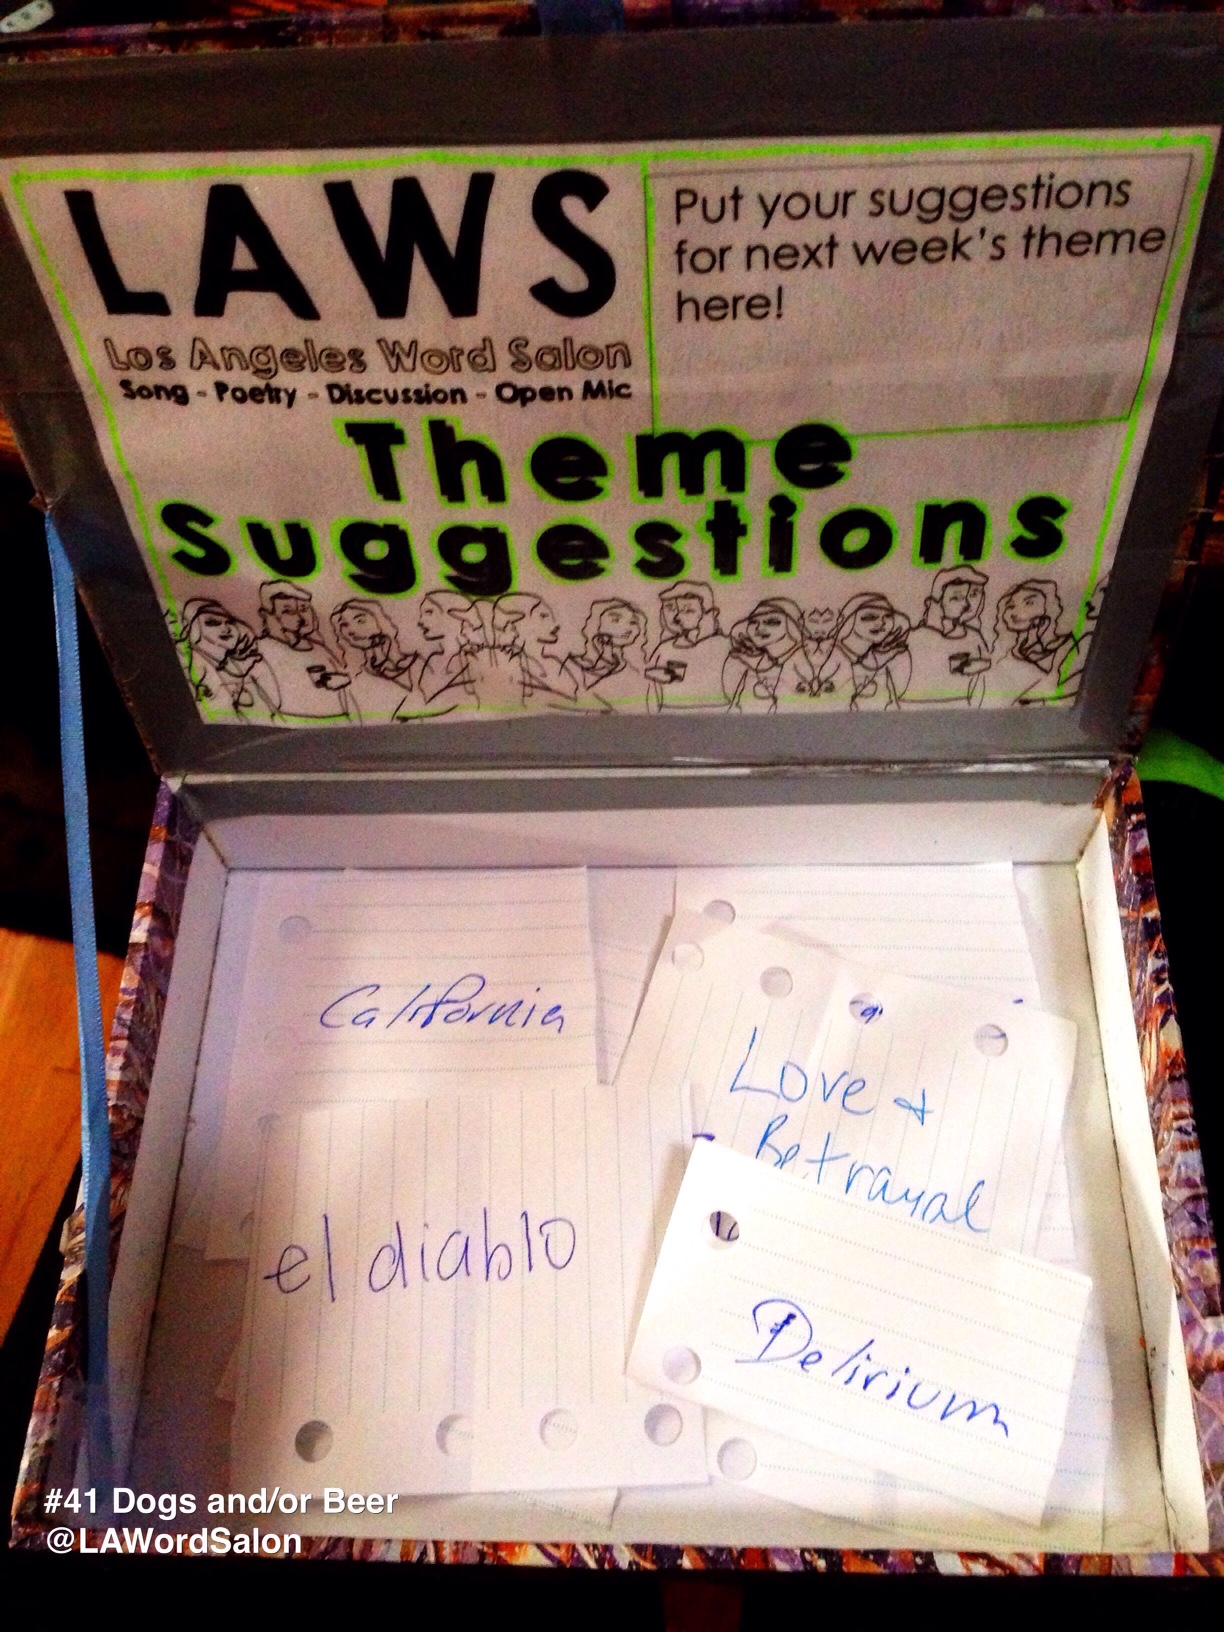 LAWS
Los Angeles Word Salon
Song - Poetry - Discussion - Open Mic
Put your suggestions
for next week's theme
here!
Theme
Suggestions
California
Love &
Betrayal
el diablo
Delirium
#41 Dogs and/or Beer
@LAWordSalon